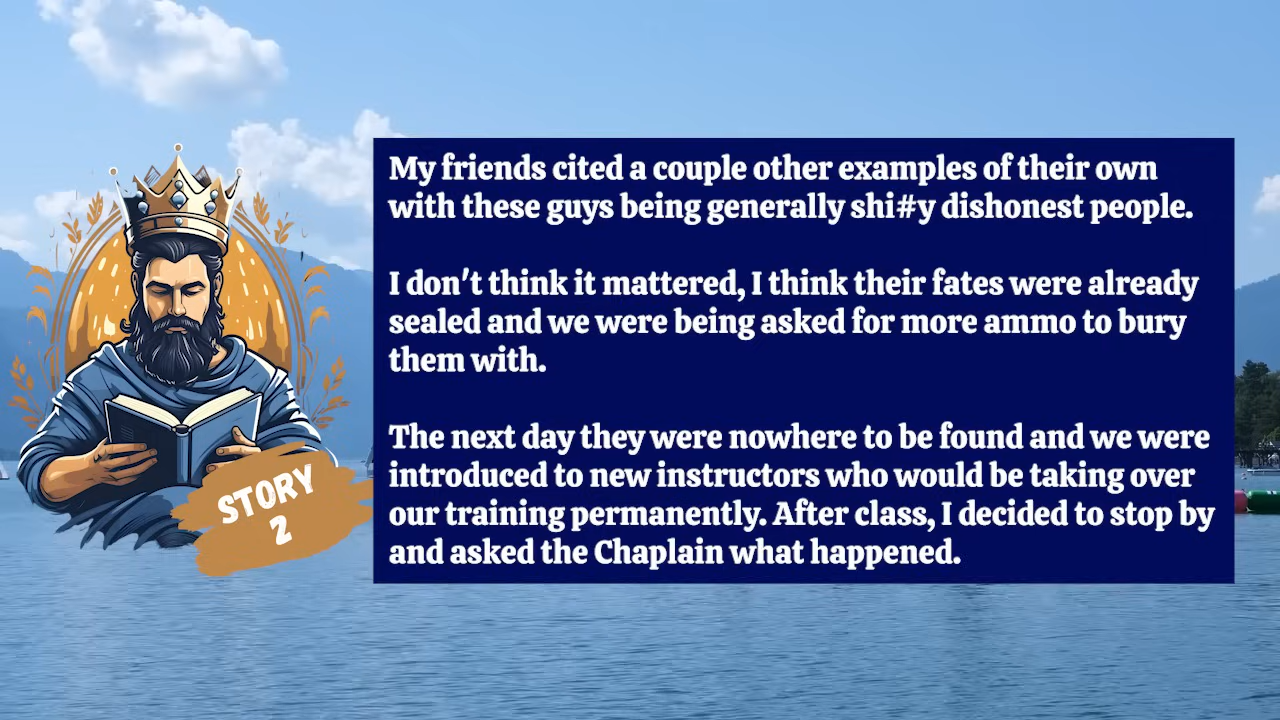 My friends cited a couple other examples of their own
with these guys being generally shi#y dishonest people.
I don't think it mattered, I think their fates were already
sealed and we were being asked for more ammo to bury
them with.
The next day they were nowhere to be found and we were
introduced to new instructors who would be taking over
our training permanently. After class, I decided to stop by
and asked the Chaplain what happened.
STORY
2